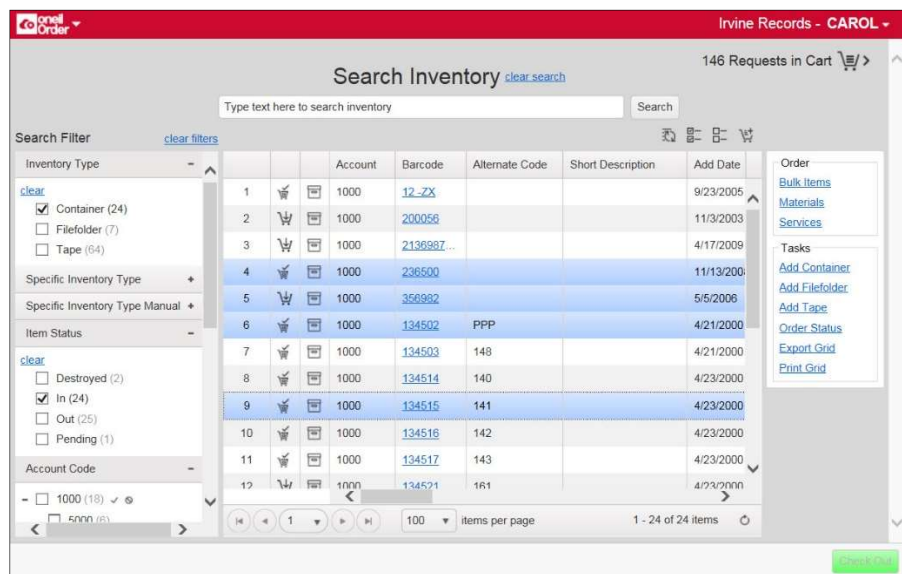 oneil Order
Irvine Records - CAROL
146 Requests in Cart
Search Inventory clear search
Type text here to search inventory Search
Search Filter clear filters
Inventory Type -
clear
Container (24)
Filefolder (7)
Tape (64)
Specific Inventory Type +
Specific Inventory Type Manual +
Item Status -
clear
Destroyed (2)
In (24)
Out (25)
Pending (1)
Account Code -
- 1000 (18)
5000 (6)
Account Barcode Alternate Code Short Description Add Date
1 1000 12 -ZX 9/23/2005
2 1000 200056 11/3/2003
3 1000 2136987... 4/17/2009
4 1000 236500 11/13/200
5 1000 356982 5/5/2006
6 1000 134502 PPP 4/21/2000
7 1000 134503 148 4/21/2000
8 1000 134514 140 4/23/2000
9 1000 134515 141 4/23/2000
10 1000 134516 142 4/23/2000
11 1000 134517 143 4/23/2000
12 1000 134521 161 4/23/2000
1 100 items per page 1 - 24 of 24 items
Order
Bulk Items
Materials
Services
Tasks
Add Container
Add Filefolder
Add Tape
Order Status
Export Grid
Print Grid
Check Out